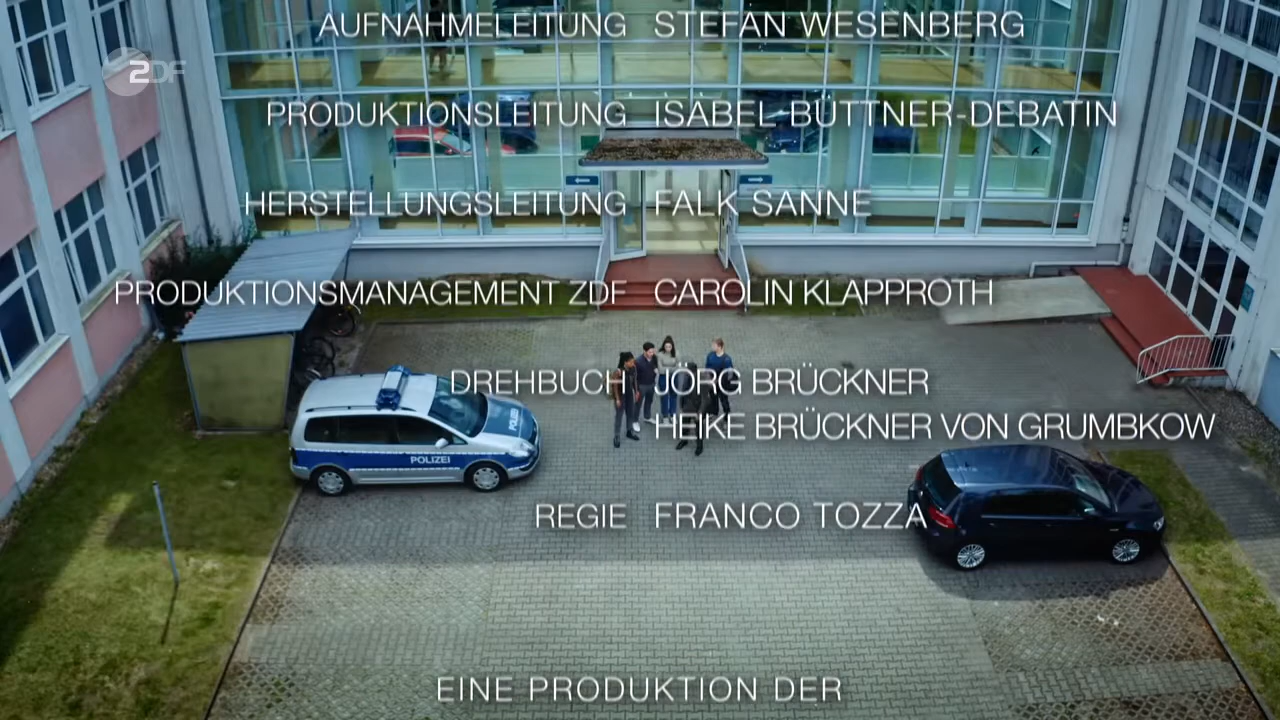 AUFNAHMELEITUNG STEFAN WESENBERG
ZDF
PRODUKTIONSLEITUNG ISABEL BÜTTNER-DEBATIN
HERSTELLUNGSLEITUNG FALK SANNE
PRODUKTIONSMANAGEMENT ZDF CAROLIN KLAPPROTH
DREHBUCH JÖRG BRÜCKNER
HEIKE BRÜCKNER VON GRUMBKOW
POLIZEI
POLIZEI
REGIE FRANCO TOZZA
EINE PRODUKTION DER